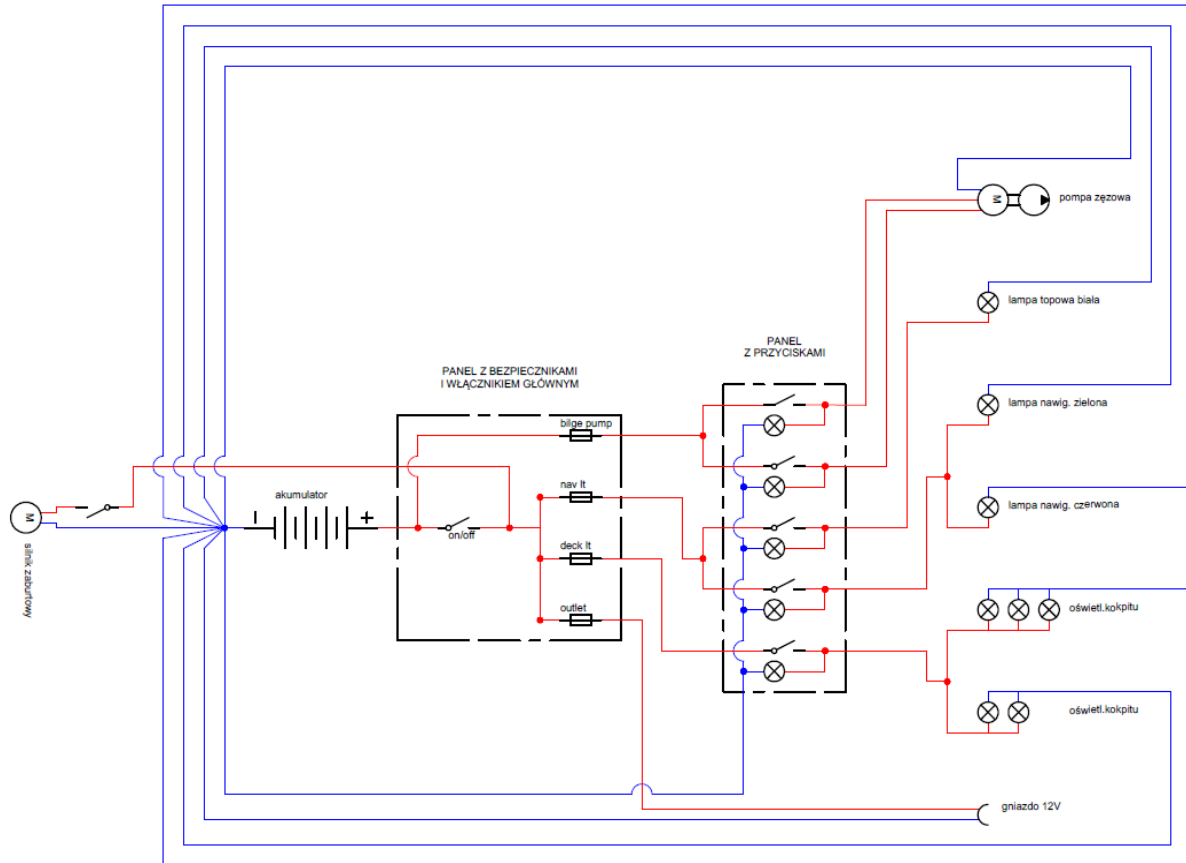 pompa zęzowa
lampa topowa biała
PANEL
Z PRZYCISKAMI
PANEL Z BEZPIECZNIKAMI
I WŁĄCZNIKIEM GŁÓWNYM
lampa nawig. zielona
bilge pump
nav lt
akumulator
lampa nawig. czerwona
M
M
- +
on/off
deck lt
silnik zaburtowy
outlet
oświetl.kokpitu
oświetl.kokpitu
gniazdo 12V